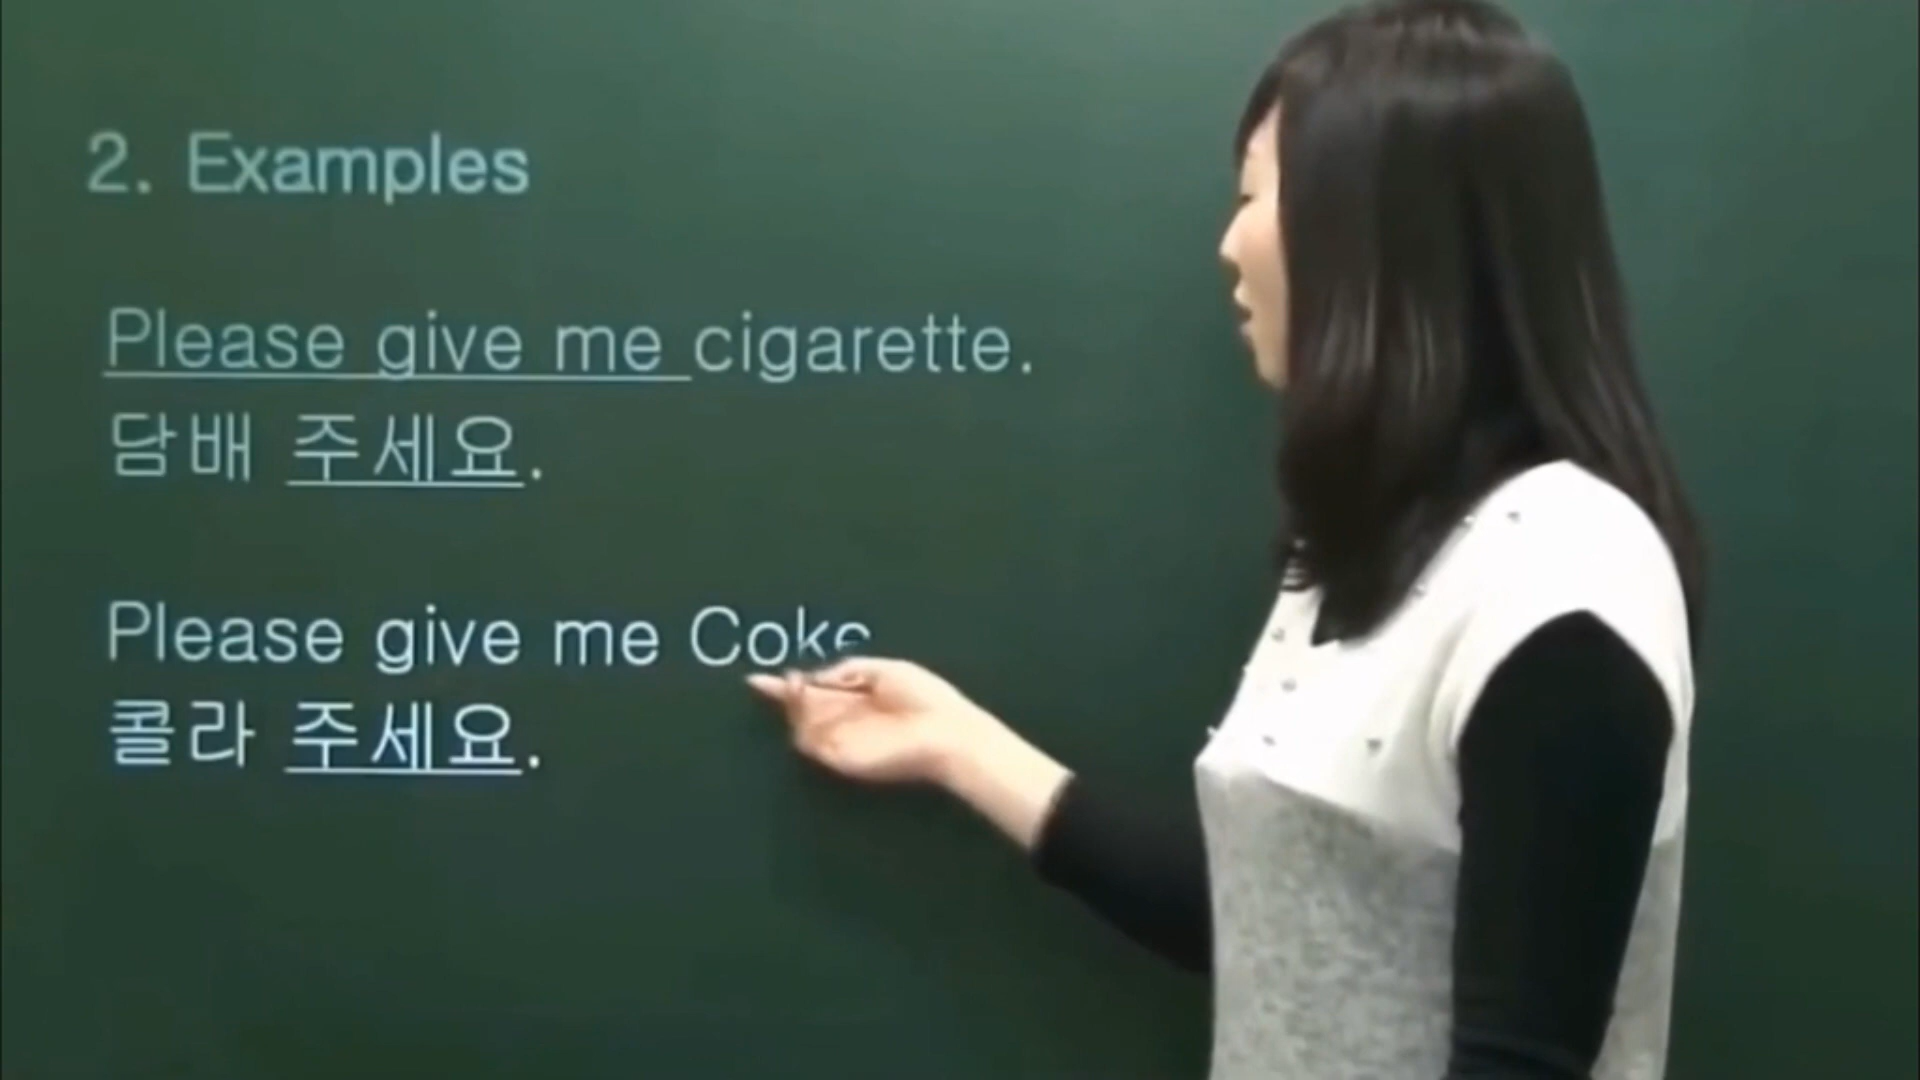 2. Examples
Please give me cigarette.
담배 주세요.
Please give me Coke
콜라 주세요.